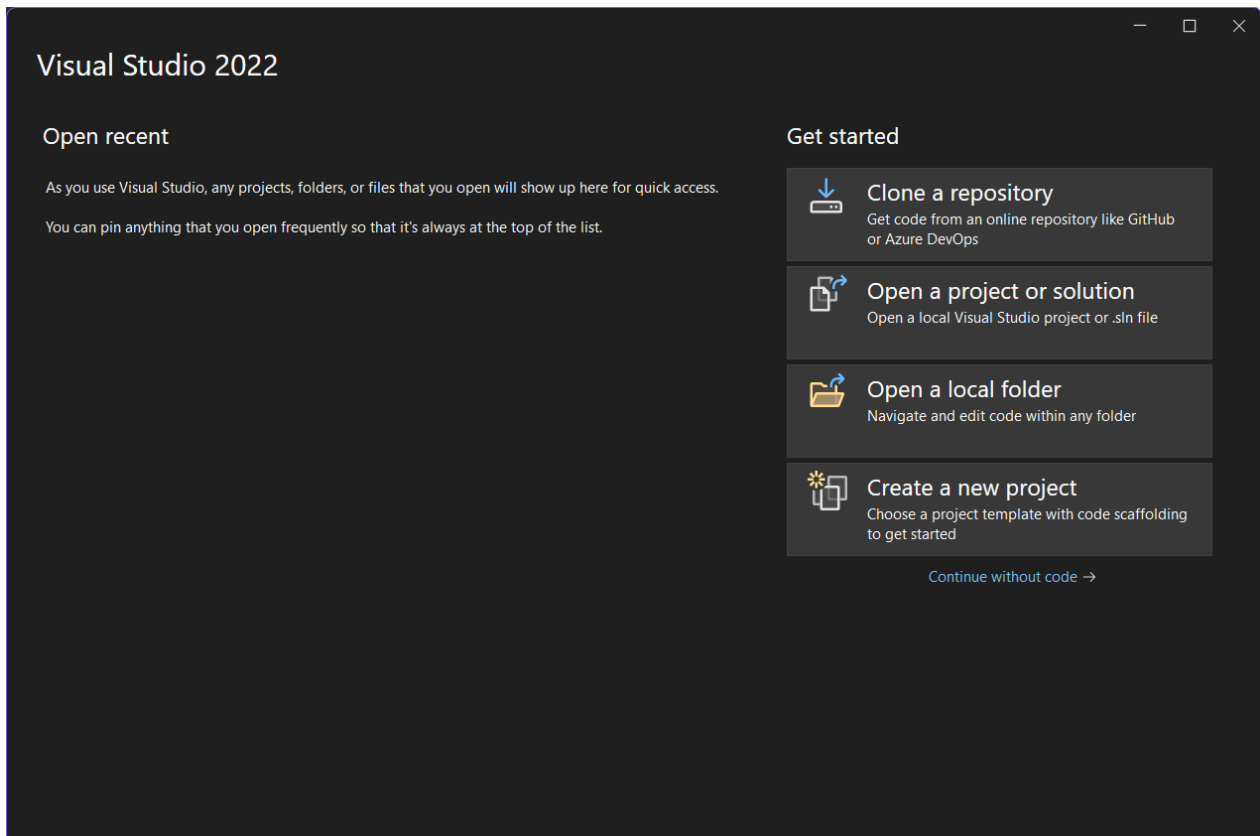 Visual Studio 2022
Open recent
As you use Visual Studio, any projects, folders, or files that you open will show up here for quick access.
You can pin anything that you open frequently so that it's always at the top of the list.
Get started
Clone a repository
Get code from an online repository like GitHub
or Azure DevOps
Open a project or solution
Open a local Visual Studio project or .sln file
Open a local folder
Navigate and edit code within any folder
Create a new project
Choose a project template with code scaffolding
to get started
Continue without code →